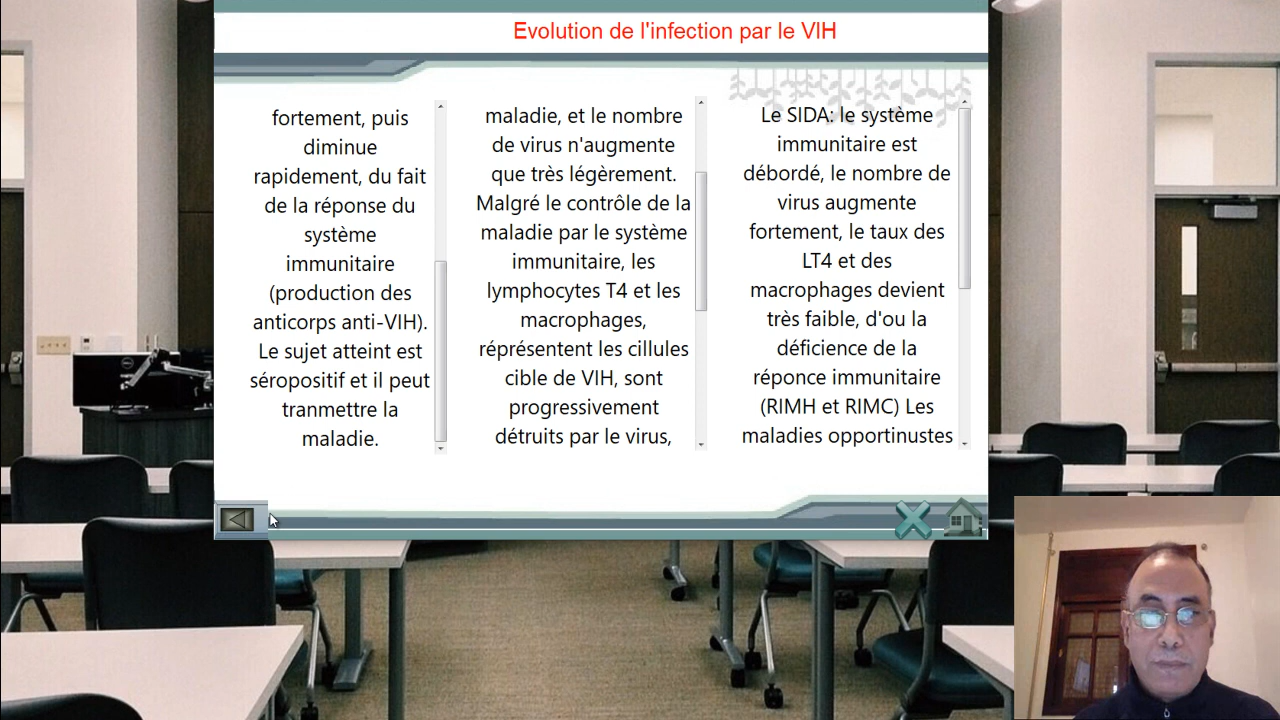 Evolution de l'infection par le VIH
fortement, puis
diminue
rapidement, du fait
de la réponse du
système
immunitaire
(production des
anticorps anti-VIH).
Le sujet atteint est
séropositif et il peut
tranmettre la
maladie.
maladie, et le nombre
de virus n'augmente
que très légèrement.
Malgré le contrôle de la
maladie par le système
immunitaire, les
lymphocytes T4 et les
macrophages,
réprésentent les cillules
cible de VIH, sont
progressivement
détruits par le virus,
Le SIDA: le système
immunitaire est
débordé, le nombre de
virus augmente
fortement, le taux des
LT4 et des
macrophages devient
très faible, d'ou la
déficience de la
réponce immunitaire
(RIMH et RIMC) Les
maladies opportinustes